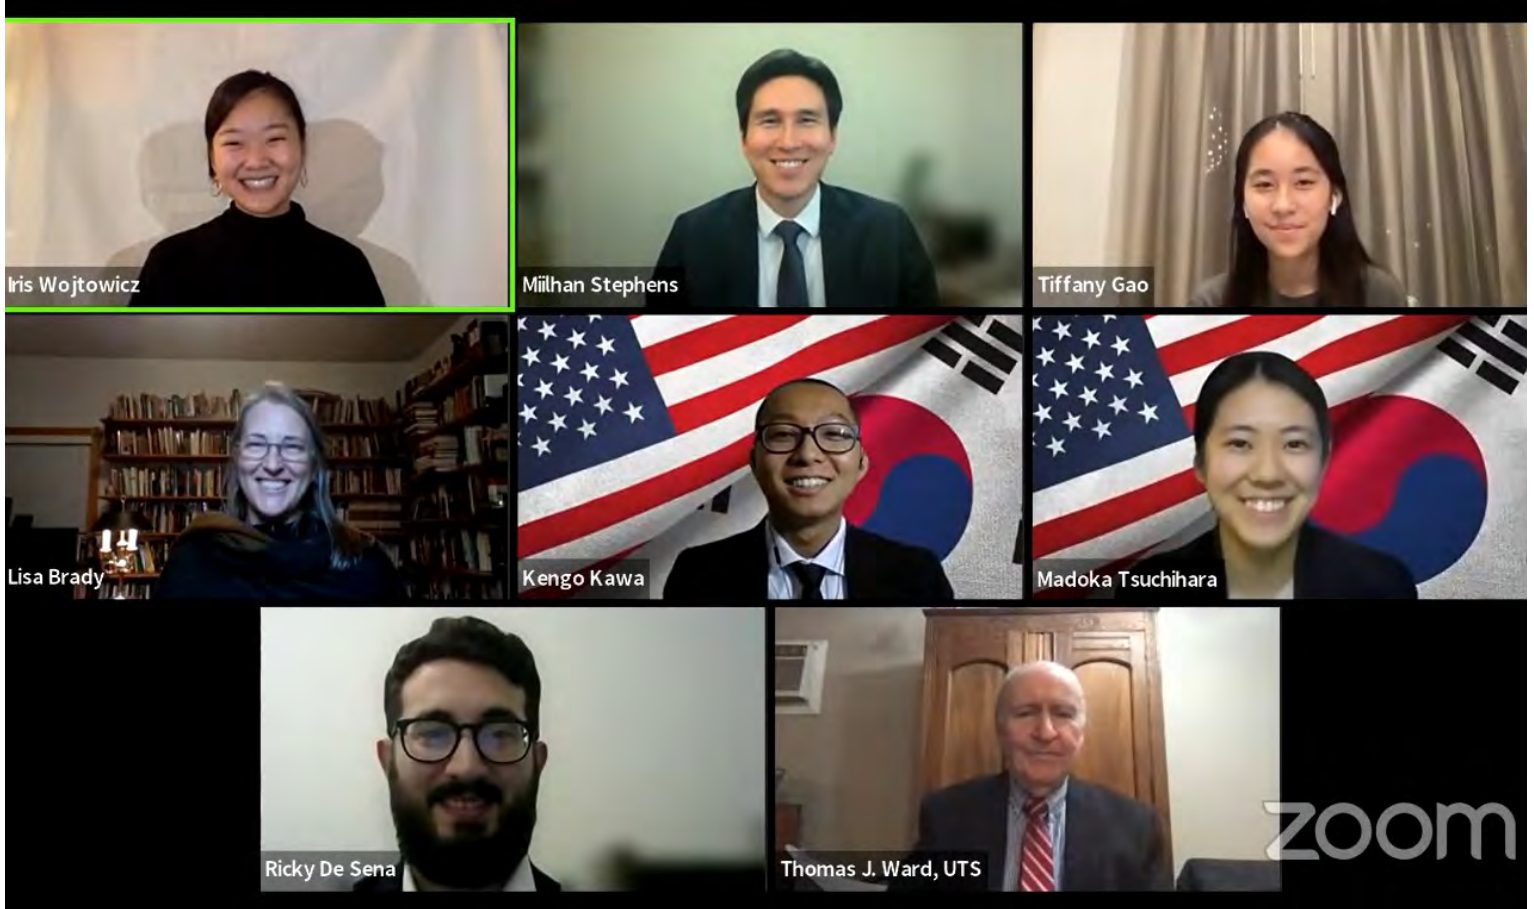 Iris Wojtowicz
Miilhan Stephens
Tiffany Gao
Lisa Brady
Kengo Kawa
Madoka Tsuchihara
Ricky De Sena
Thomas J. Ward, UTS
zoom